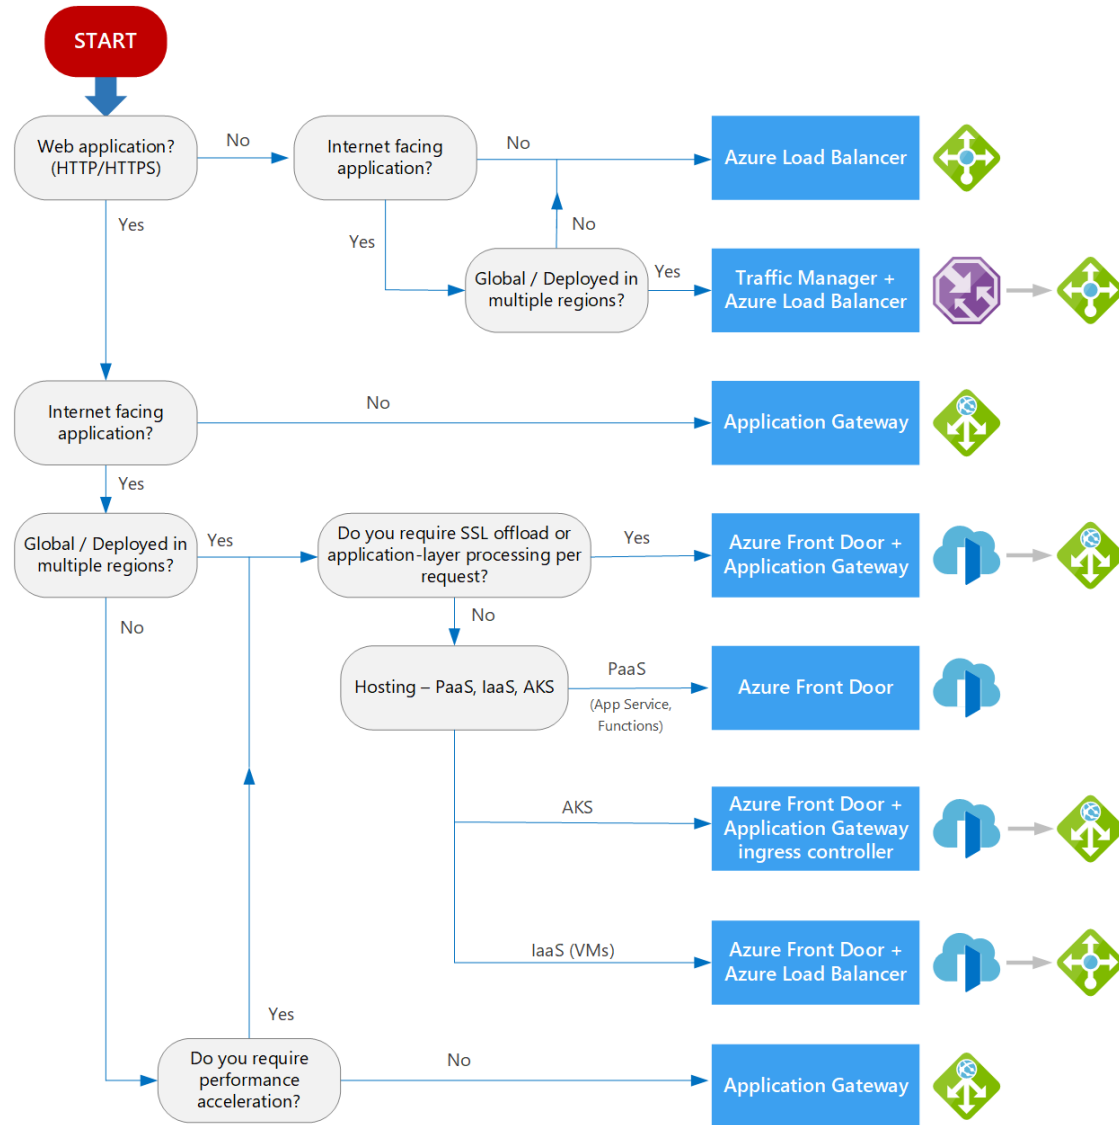 START
Web application?
(HTTP/HTTPS)
No
Internet facing
application?
No
Azure Load Balancer
Yes
Yes
No
Global / Deployed in
multiple regions?
Yes
Traffic Manager +
Azure Load Balancer
Internet facing
application?
No
Application Gateway
Yes
Global / Deployed in
multiple regions?
Yes
Do you require SSL offload or
application-layer processing per
request?
Yes
Azure Front Door +
Application Gateway
No
No
Hosting – PaaS, IaaS, AKS
PaaS
(App Service,
Functions)
Azure Front Door
AKS
Azure Front Door +
Application Gateway
ingress controller
IaaS (VMs)
Azure Front Door +
Azure Load Balancer
Yes
Do you require
performance
acceleration?
No
Application Gateway